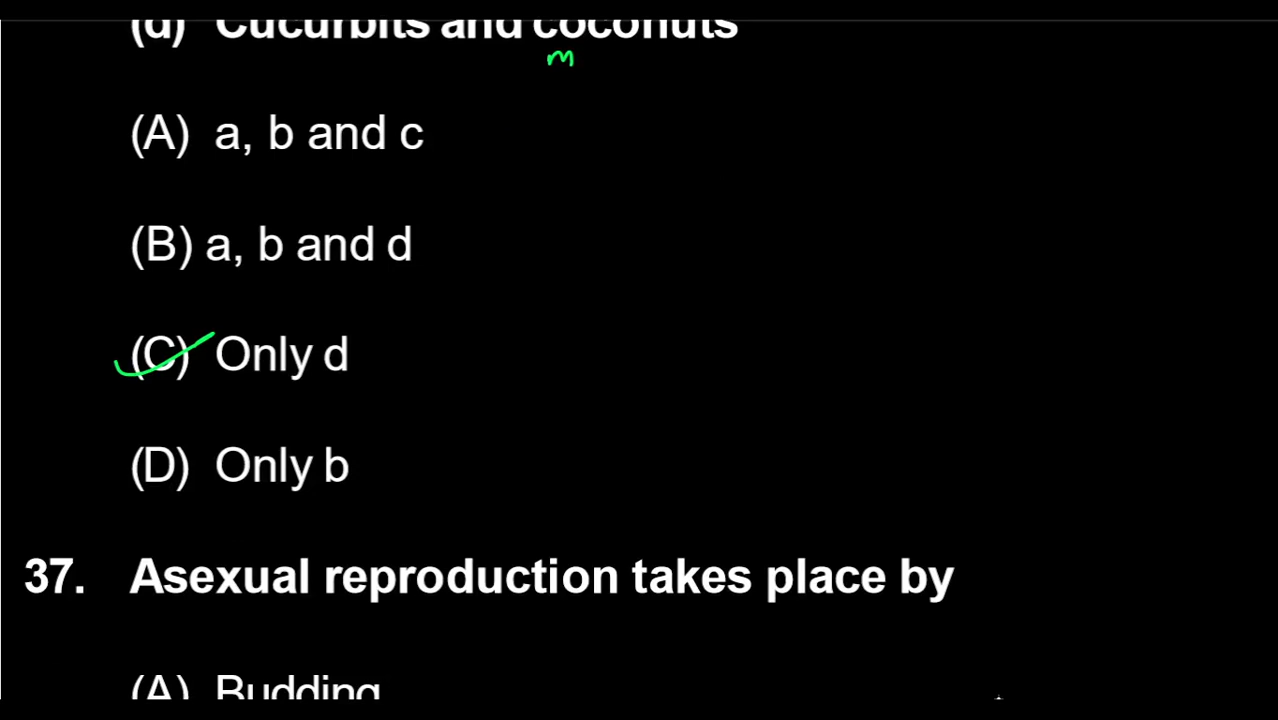 (d) Cucurbits and coconuts
m
(A) a, b and c
(B) a, b and d
(C) Only d
(D) Only b
37. Asexual reproduction takes place by
(A) Budding